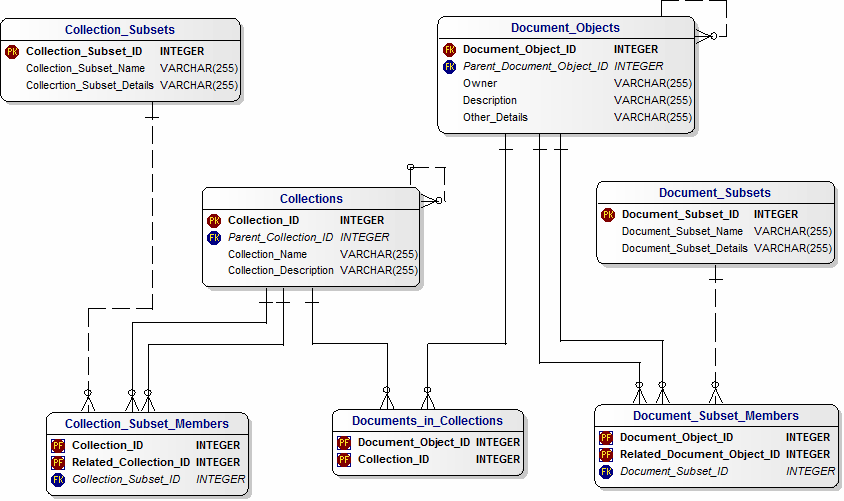 Collection_Subsets
PK Collection_Subset_ID INTEGER
Collection_Subset_Name VARCHAR(255)
Collecrtion_Subset_Details VARCHAR(255)
Document_Objects
FK Document_Object_ID INTEGER
FK Parent_Document_Object_ID INTEGER
Owner VARCHAR(255)
Description VARCHAR(255)
Other_Details VARCHAR(255)
Collections
PK Collection_ID INTEGER
FK Parent_Collection_ID INTEGER
Collection_Name VARCHAR(255)
Collection_Description VARCHAR(255)
Document_Subsets
PK Document_Subset_ID INTEGER
Document_Subset_Name VARCHAR(255)
Document_Subset_Details VARCHAR(255)
Collection_Subset_Members
PF Collection_ID INTEGER
PF Related_Collection_ID INTEGER
FK Collection_Subset_ID INTEGER
Documents_in_Collections
PF Document_Object_ID INTEGER
PF Collection_ID INTEGER
Document_Subset_Members
PF Document_Object_ID INTEGER
PF Related_Document_Object_ID INTEGER
FK Document_Subset_ID INTEGER